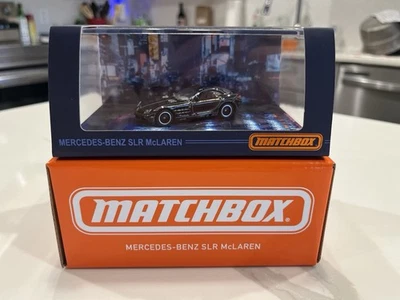 MERCEDES-BENZ SLR McLAREN
MATCHBOX
MATCHBOX®
MERCEDES-BENZ SLR McLAREN